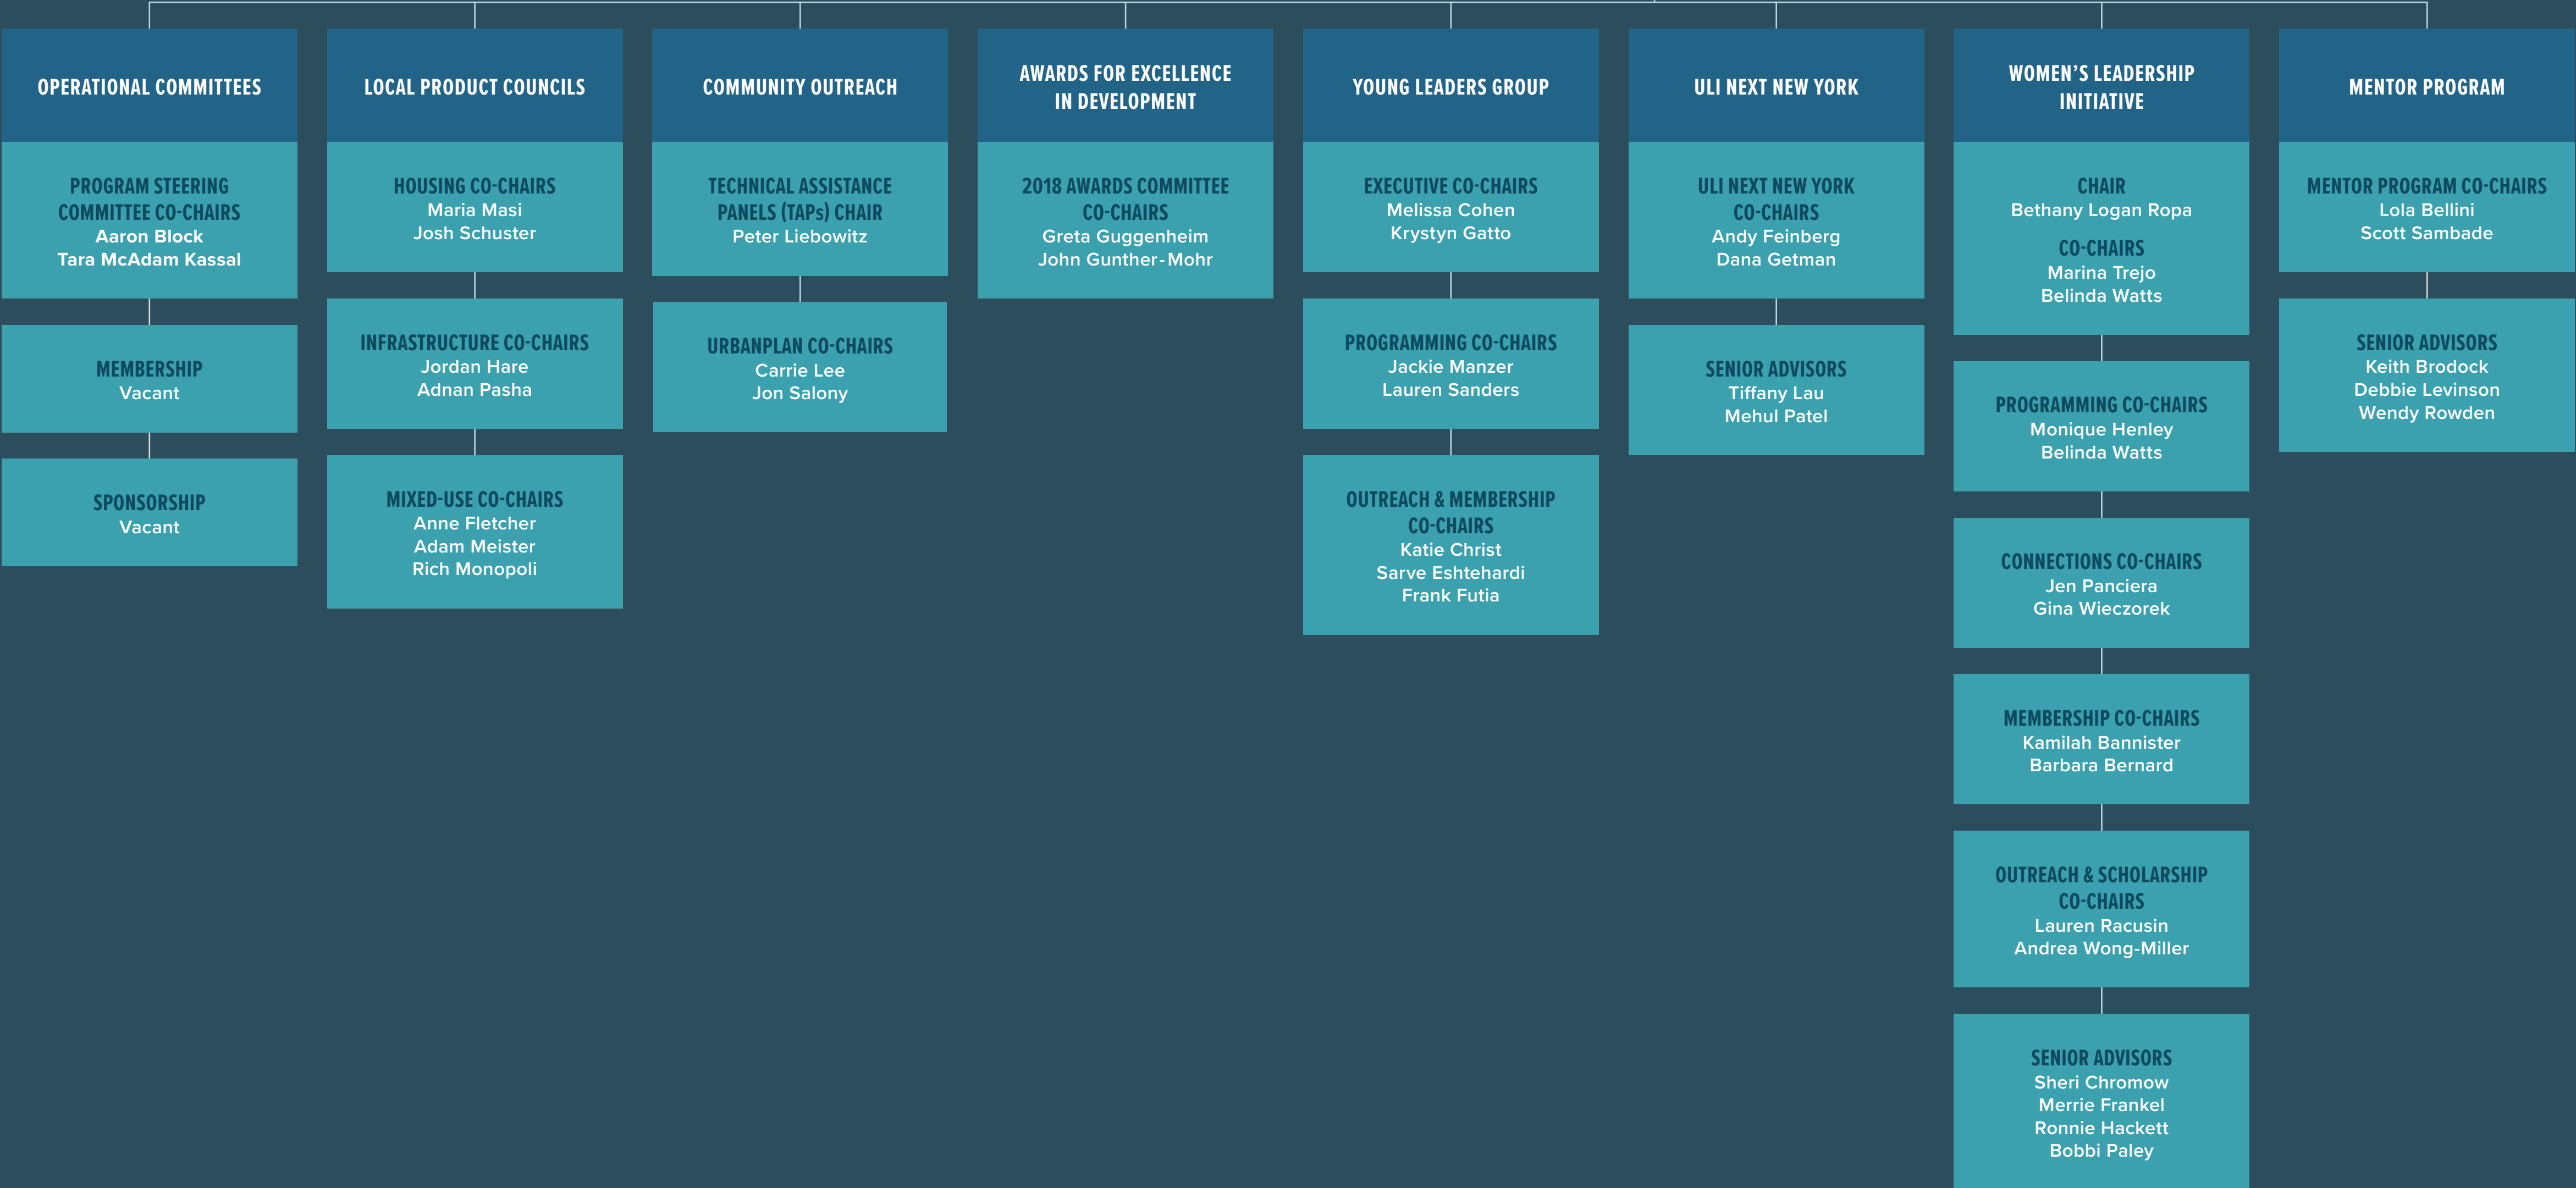 OPERATIONAL COMMITTEES
PROGRAM STEERING
COMMITTEE CO-CHAIRS
Aaron Block
Tara McAdam Kassal
MEMBERSHIP
Vacant
SPONSORSHIP
Vacant
LOCAL PRODUCT COUNCILS
HOUSING CO-CHAIRS
Maria Masi
Josh Schuster
INFRASTRUCTURE CO-CHAIRS
Jordan Hare
Adnan Pasha
MIXED-USE CO-CHAIRS
Anne Fletcher
Adam Meister
Rich Monopoli
COMMUNITY OUTREACH
TECHNICAL ASSISTANCE
PANELS (TAPs) CHAIR
Peter Liebowitz
URBANPLAN CO-CHAIRS
Carrie Lee
Jon Salony
AWARDS FOR EXCELLENCE
IN DEVELOPMENT
2018 AWARDS COMMITTEE
CO-CHAIRS
Greta Guggenheim
John Gunther-Mohr
YOUNG LEADERS GROUP
EXECUTIVE CO-CHAIRS
Melissa Cohen
Krystyn Gatto
PROGRAMMING CO-CHAIRS
Jackie Manzer
Lauren Sanders
OUTREACH & MEMBERSHIP
CO-CHAIRS
Katie Christ
Sarve Eshtehardi
Frank Futia
ULI NEXT NEW YORK
ULI NEXT NEW YORK
CO-CHAIRS
Andy Feinberg
Dana Getman
SENIOR ADVISORS
Tiffany Lau
Mehul Patel
WOMEN'S LEADERSHIP
INITIATIVE
CHAIR
Bethany Logan Ropa
CO-CHAIRS
Marina Trejo
Belinda Watts
PROGRAMMING CO-CHAIRS
Monique Henley
Belinda Watts
CONNECTIONS CO-CHAIRS
Jen Panciera
Gina Wieczorek
MEMBERSHIP CO-CHAIRS
Kamilah Bannister
Barbara Bernard
OUTREACH & SCHOLARSHIP
CO-CHAIRS
Lauren Racusin
Andrea Wong-Miller
SENIOR ADVISORS
Sheri Chromow
Merrie Frankel
Ronnie Hackett
Bobbi Paley
MENTOR PROGRAM
MENTOR PROGRAM CO-CHAIRS
Lola Bellini
Scott Sambade
SENIOR ADVISORS
Keith Brodock
Debbie Levinson
Wendy Rowden